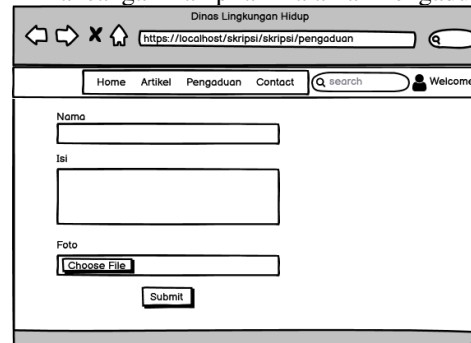 Dinas Lingkungan Hidup
https://localhost/skripsi/skripsi/pengaduan
Home Artikel Pengaduan Contact search Welcome
Nama
Isi
Foto
Choose File
Submit